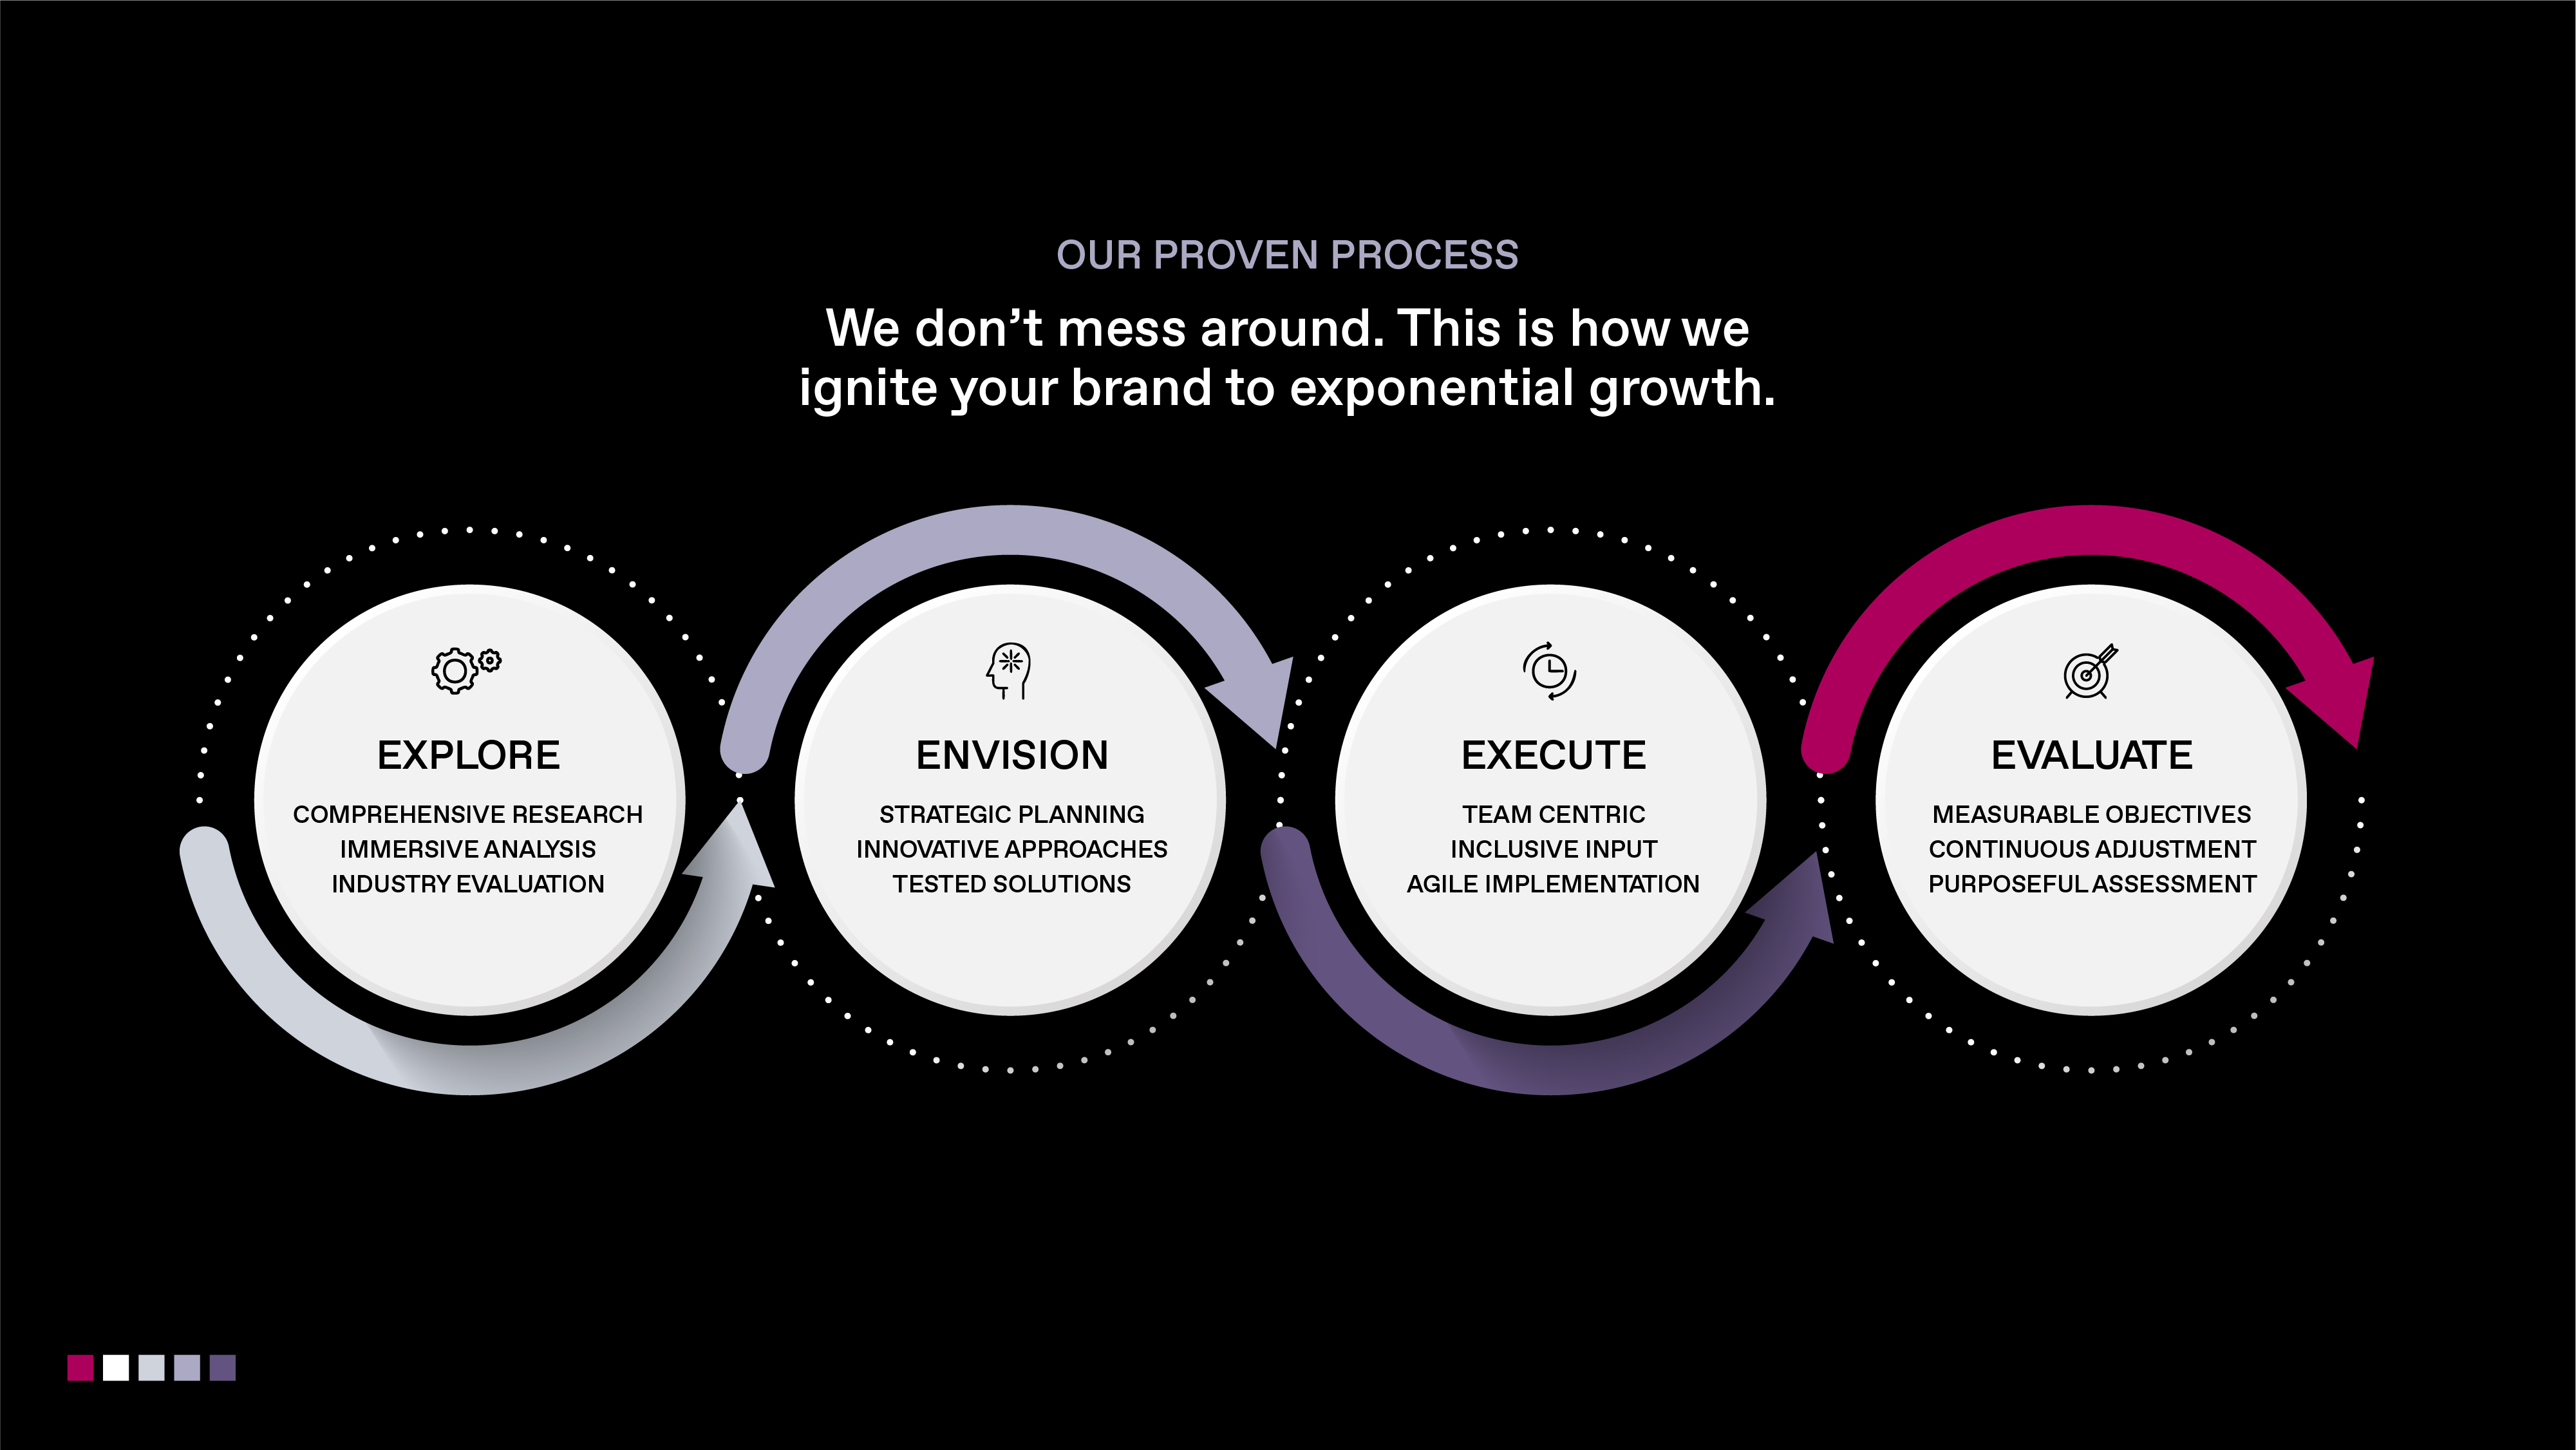 OUR PROVEN PROCESS
We don’t mess around. This is how we
ignite your brand to exponential growth.
EXPLORE
COMPREHENSIVE RESEARCH
IMMERSIVE ANALYSIS
INDUSTRY EVALUATION
ENVISION
STRATEGIC PLANNING
INNOVATIVE APPROACHES
TESTED SOLUTIONS
EXECUTE
TEAM CENTRIC
INCLUSIVE INPUT
AGILE IMPLEMENTATION
EVALUATE
MEASURABLE OBJECTIVES
CONTINUOUS ADJUSTMENT
PURPOSEFUL ASSESSMENT